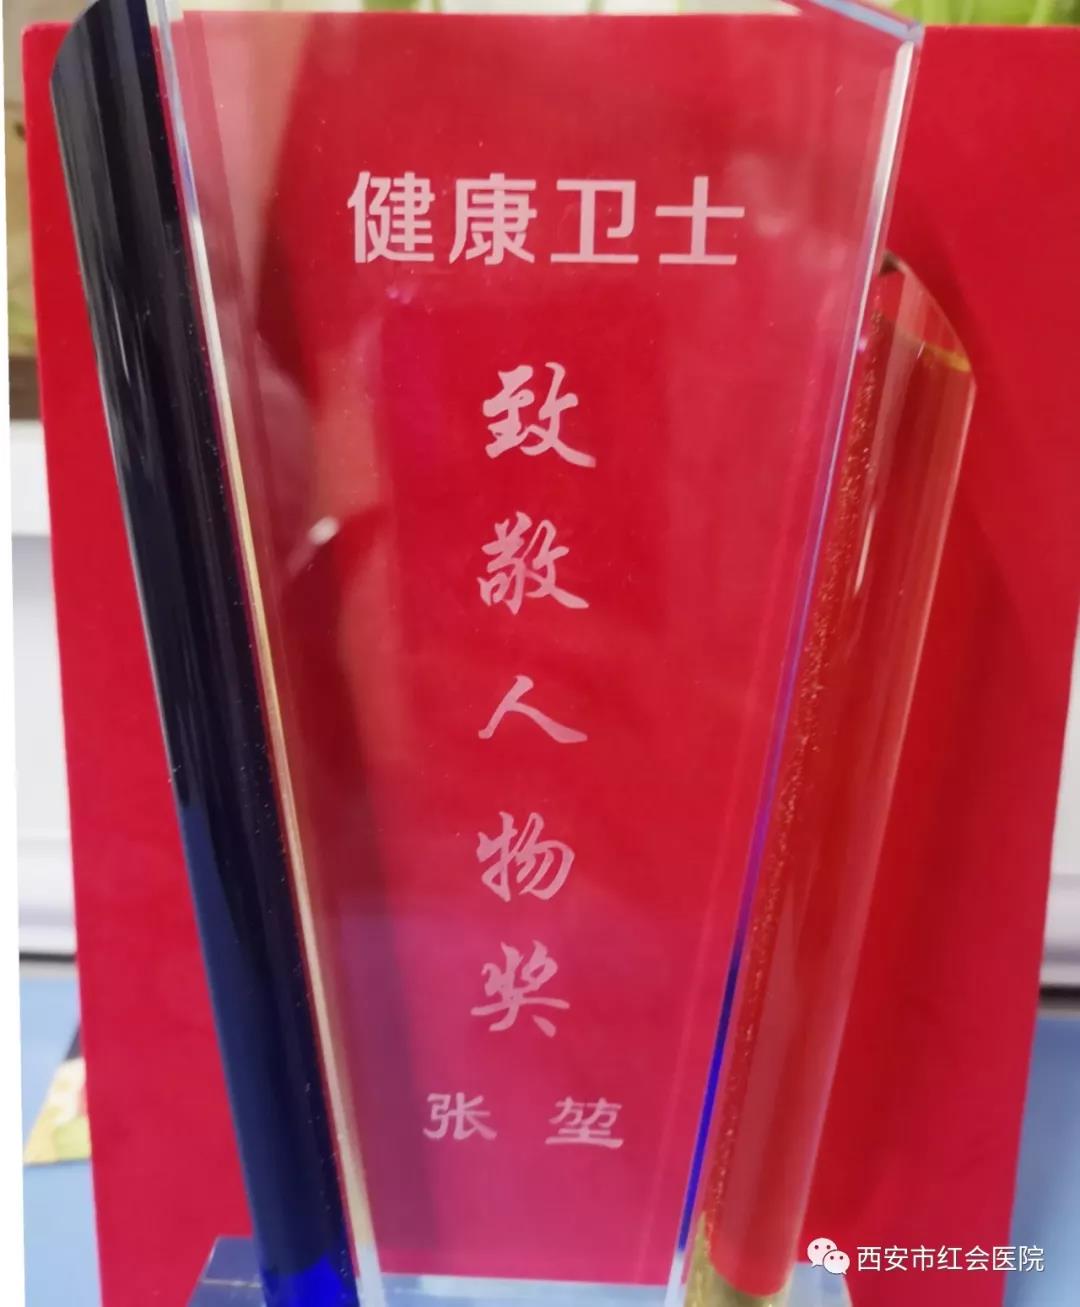 健康卫士
致敬人物奖
张堃
西安市红会医院